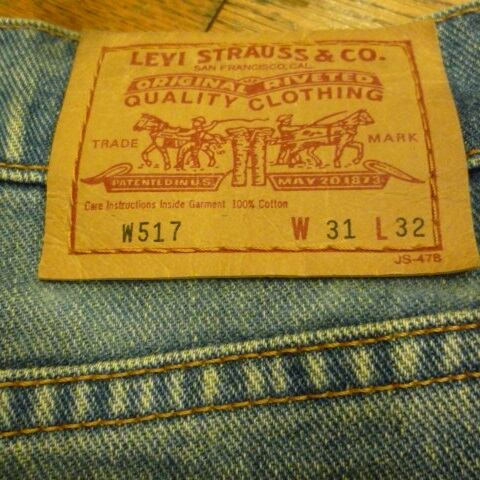 LEVI STRAUSS & CO.
SAN FRANCISCO, CAL.
ORIGINAL RIVETED
QUALITY CLOTHING
TRADE MARK
PATENTED IN U.S. MAY 20 1873
Care Instructions Inside Garment 100% Cotton
W517 W 31 L 32
JS-478